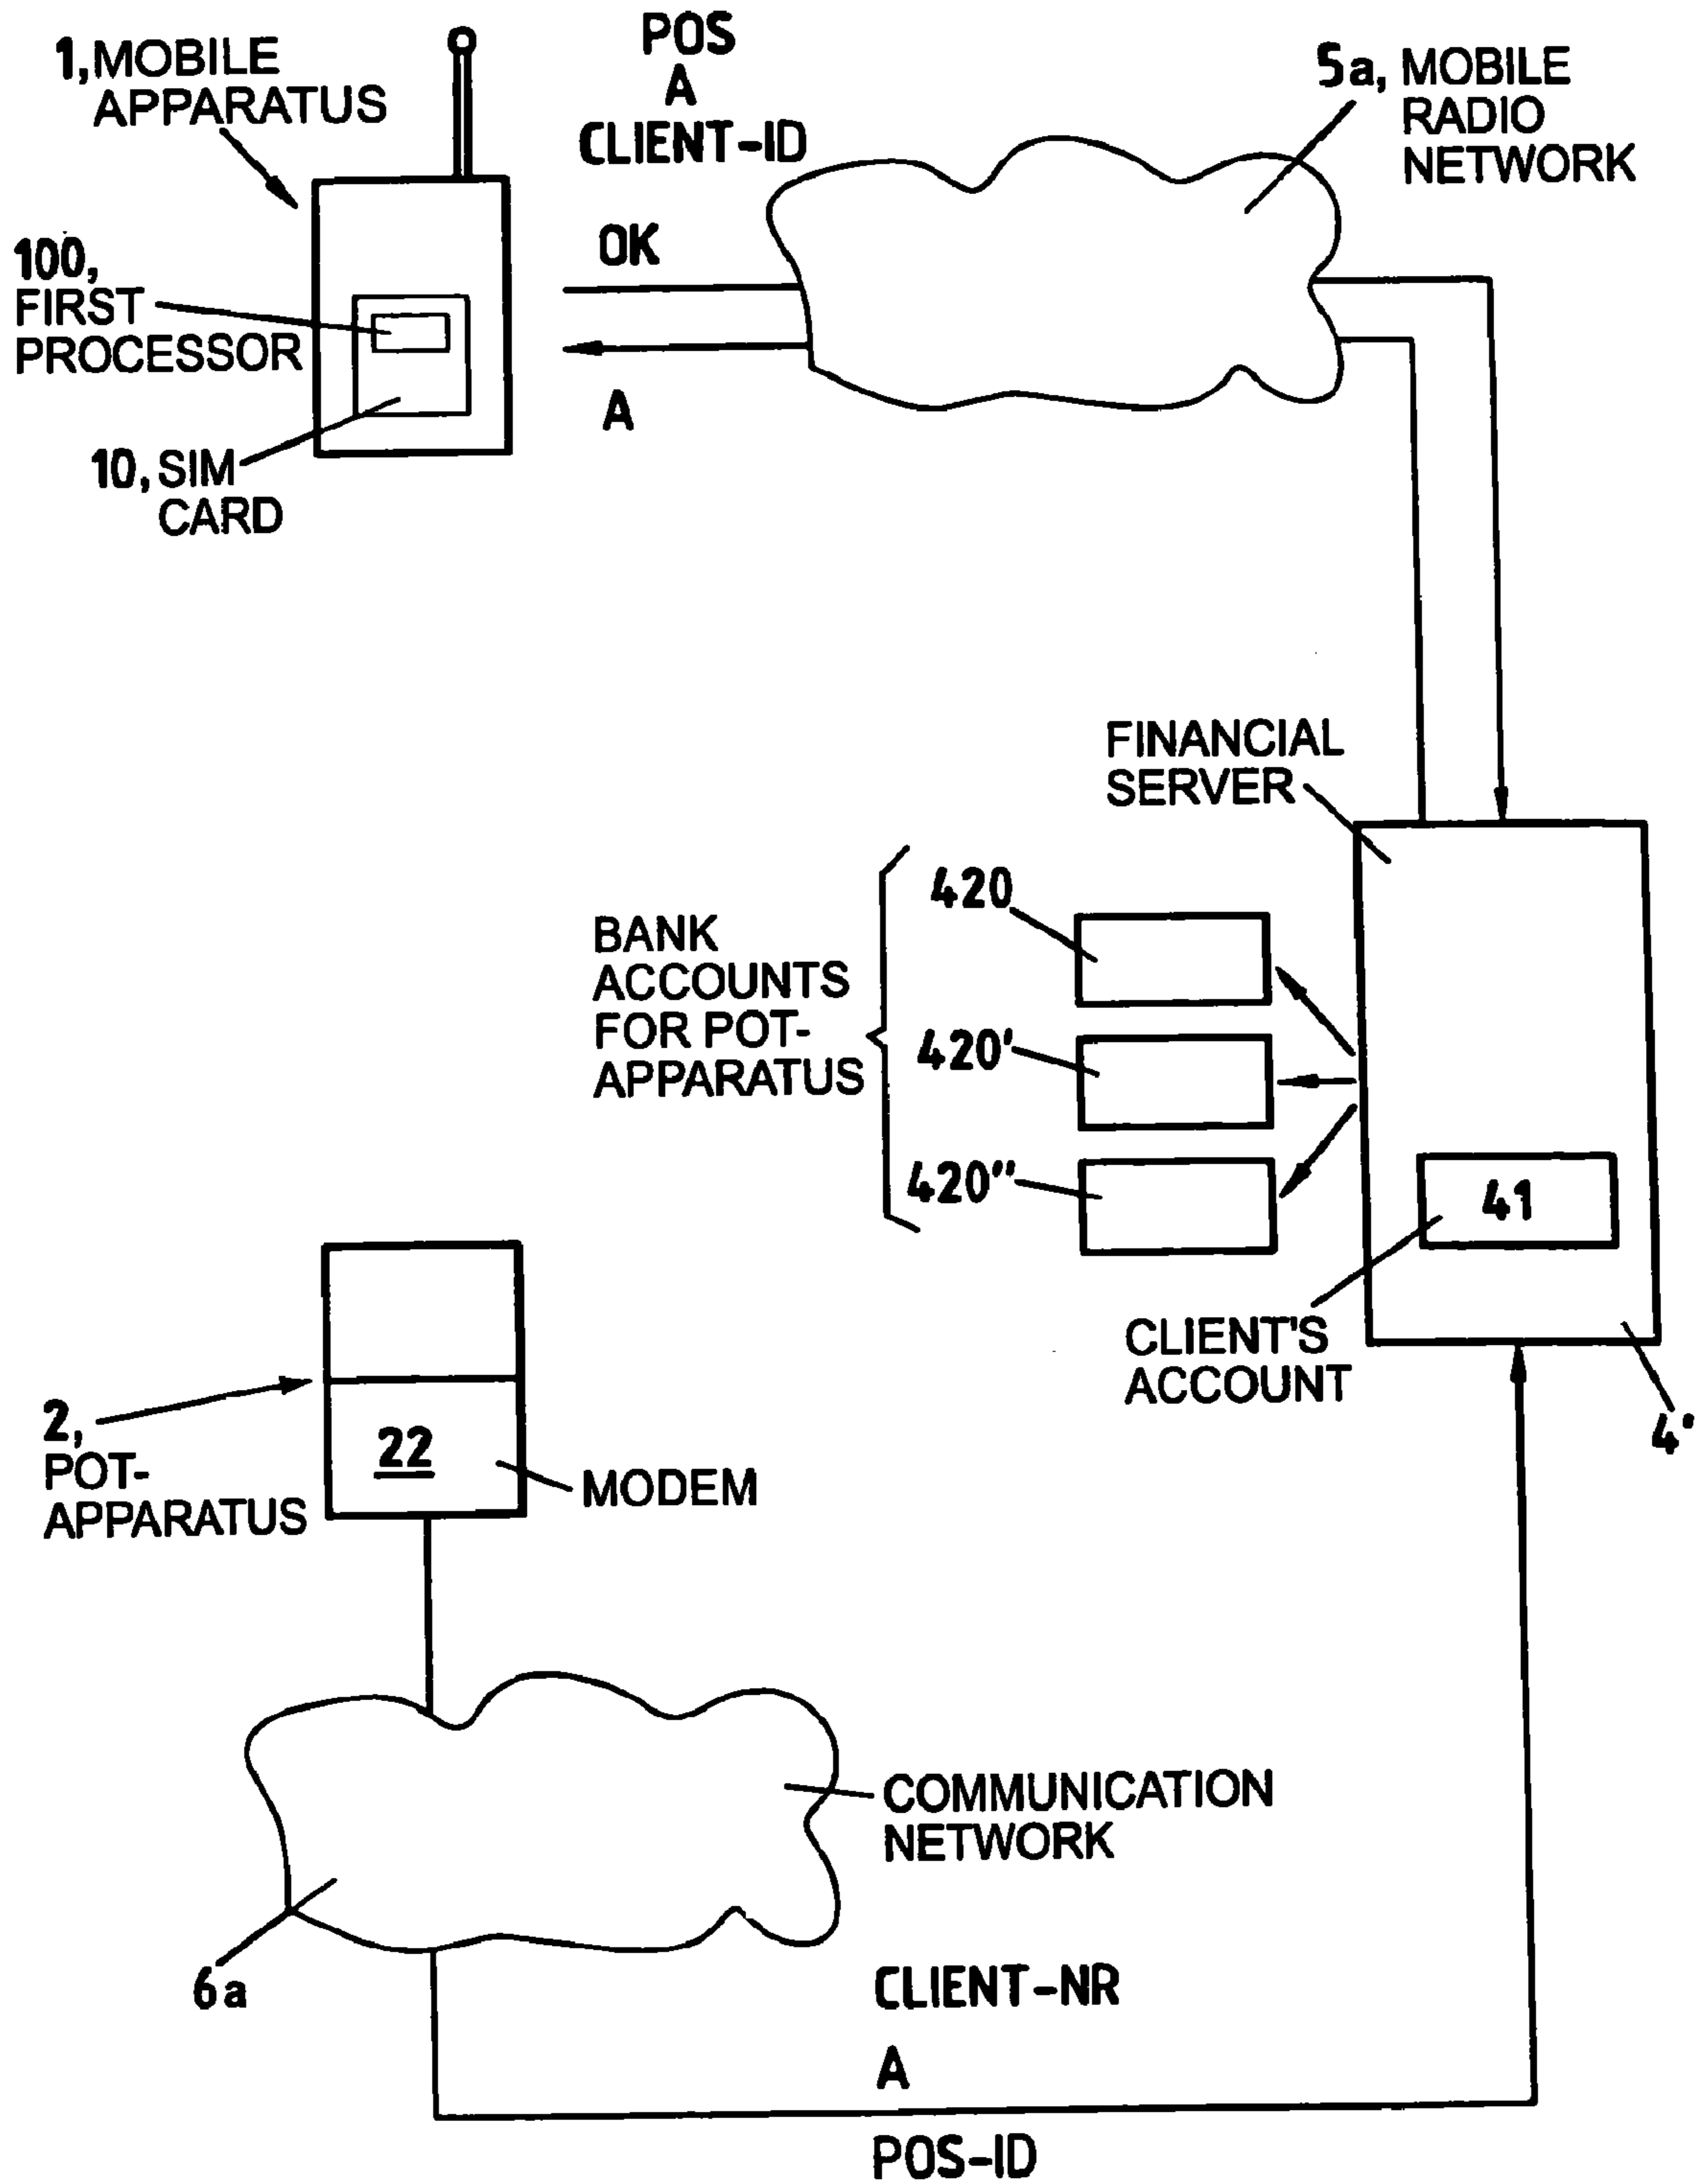 1, MOBILE
APPARATUS
POS
A
CLIENT-ID
5a, MOBILE
RADIO
NETWORK
100,
FIRST
PROCESSOR
OK
A
10, SIM
CARD
FINANCIAL
SERVER
BANK
ACCOUNTS
FOR POT-
APPARATUS
420
420'
420"
41
CLIENT'S
ACCOUNT
4'
2,
POT-
APPARATUS
22
MODEM
COMMUNICATION
NETWORK
6a
CLIENT-NR
A
POS-ID